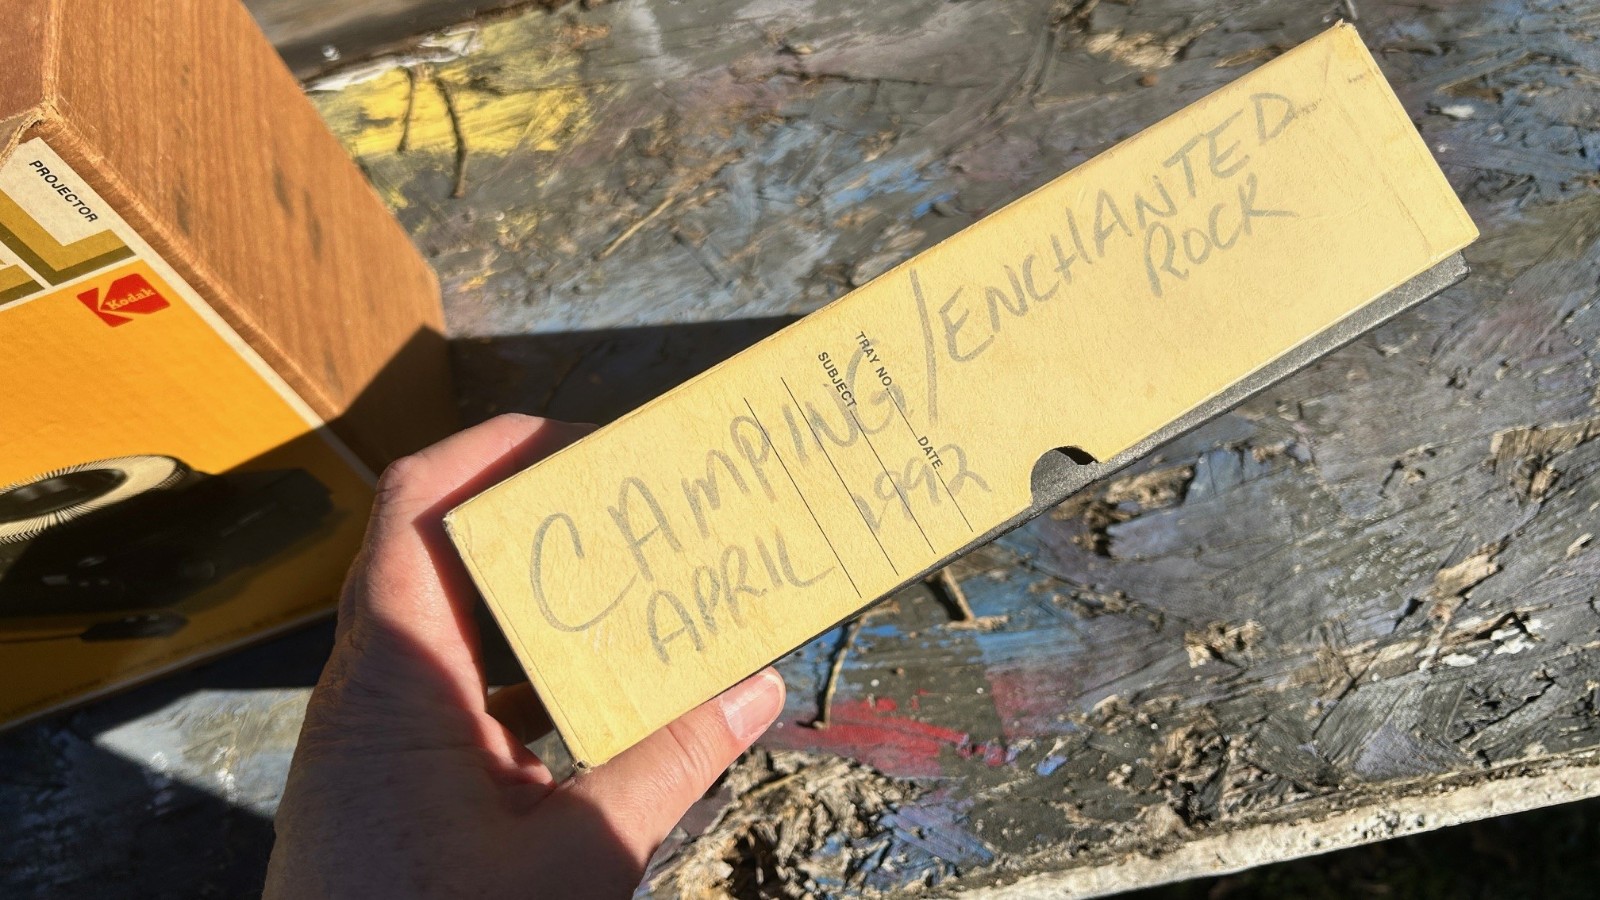 PROJECTOR
Kodak
CAMPING/ENCHANTED
ROCK
APRIL 1992
TRAY NO.
SUBJECT
DATE